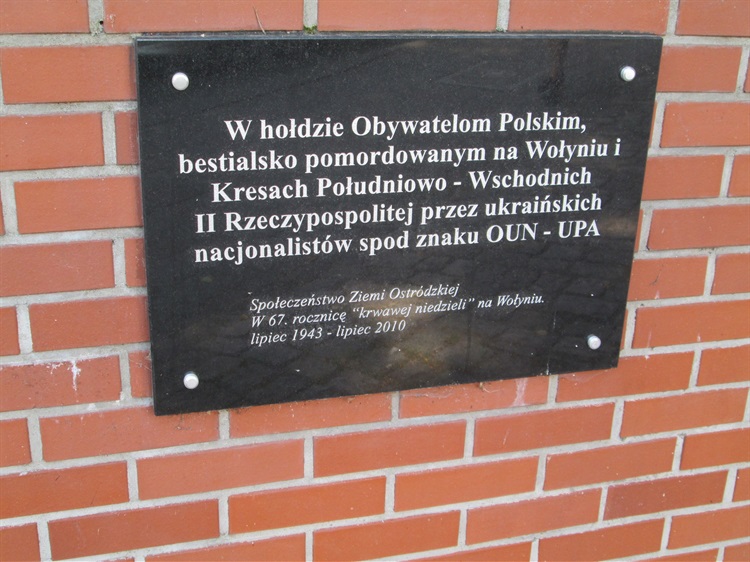 W hołdzie Obywatelom Polskim,
bestialsko pomordowanym na Wołyniu i
Kresach Południowo - Wschodnich
II Rzeczypospolitej przez ukraińskich
nacjonalistów spod znaku OUN - UPA
Społeczeństwo Ziemi Ostródzkiej
W 67. rocznicę "krwawej niedzieli" na Wołyniu.
lipiec 1943 - lipiec 2010